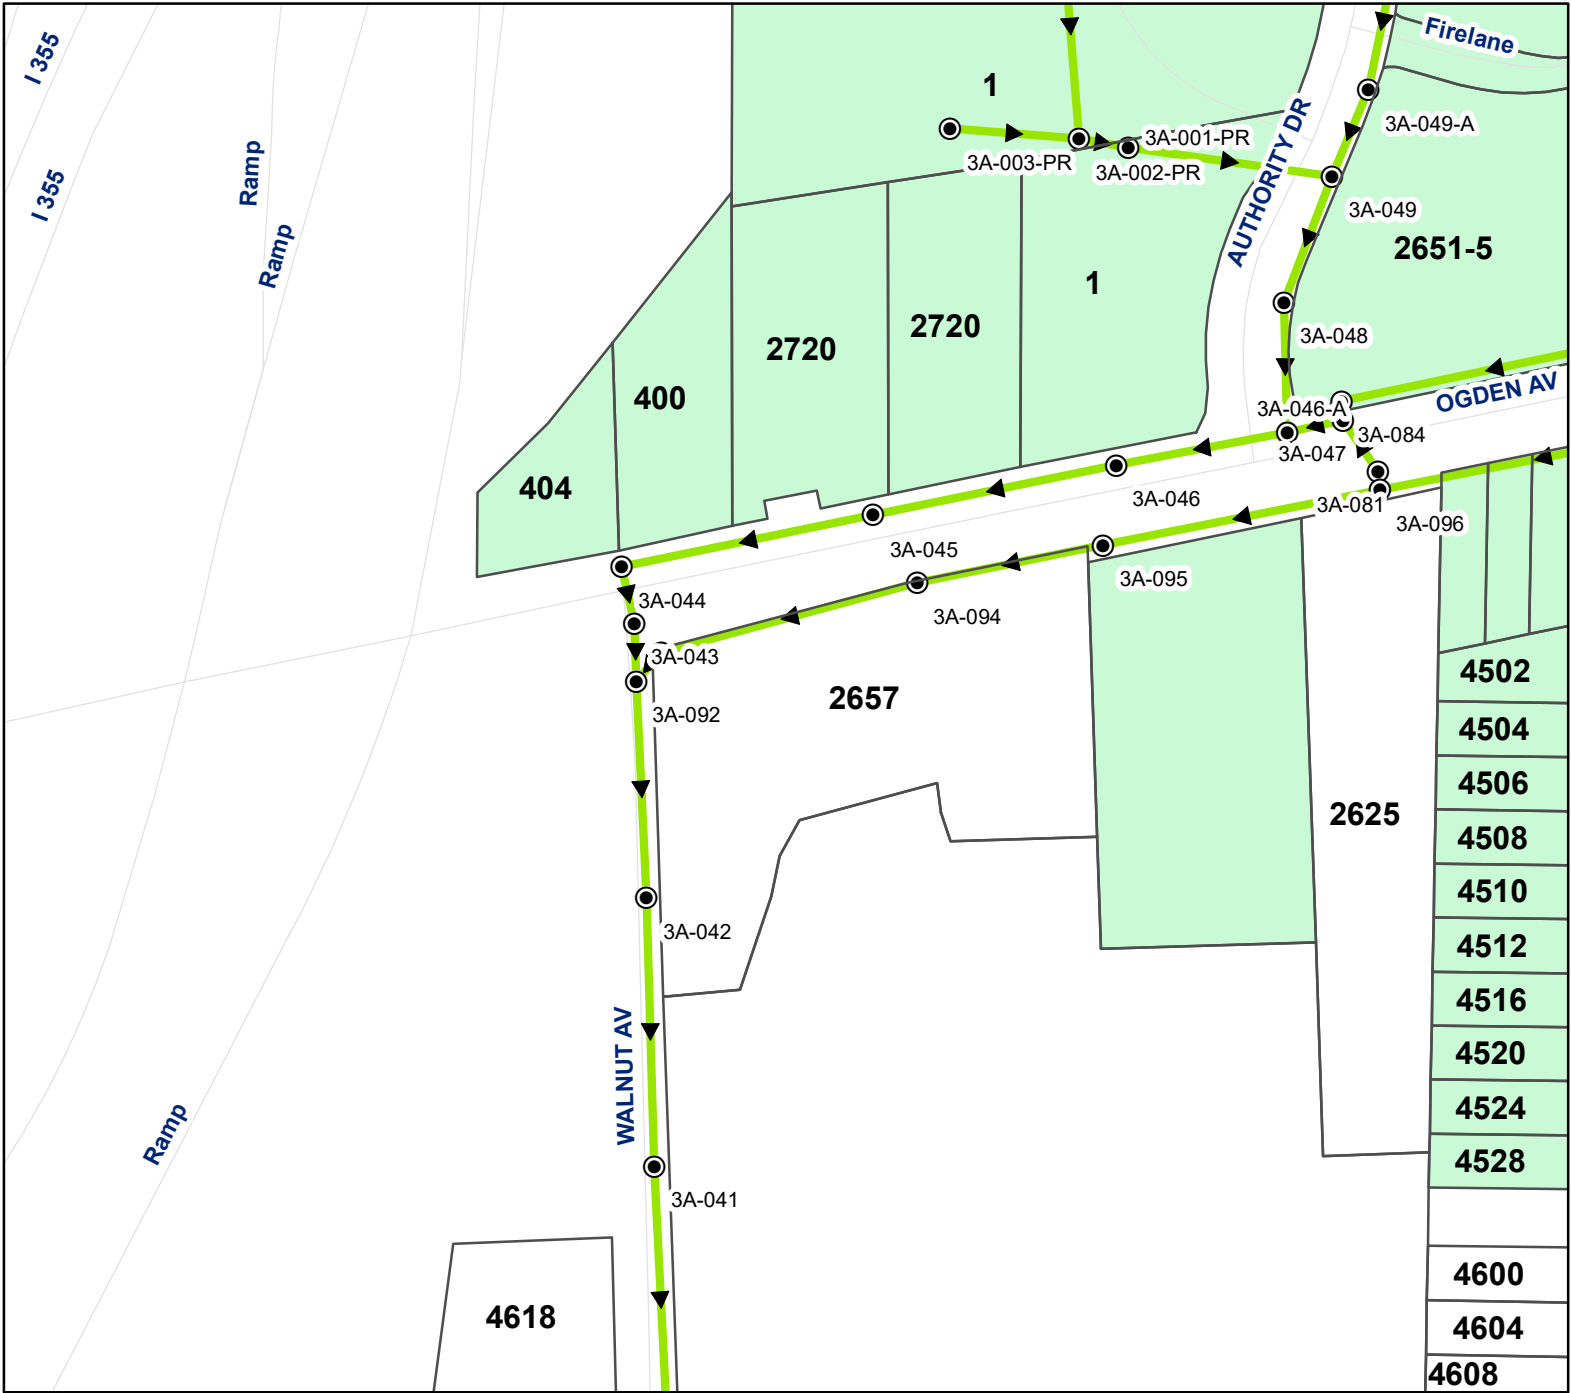 I 355
Firelane
1
3A-049-A
AUTHORITY DR
3A-001-PR
3A-003-PR
3A-002-PR
Ramp
I 355
3A-049
2651-5
Ramp
1
2720
2720
3A-048
400
OGDEN AV
3A-046-A
3A-084
3A-047
404
3A-046
3A-081
3A-096
3A-045
3A-095
3A-044
3A-094
3A-043
4502
2657
3A-092
4504
4506
2625
4508
4510
3A-042
4512
4516
WALNUT AV
4520
4524
Ramp
4528
3A-041
4600
4618
4604
4608